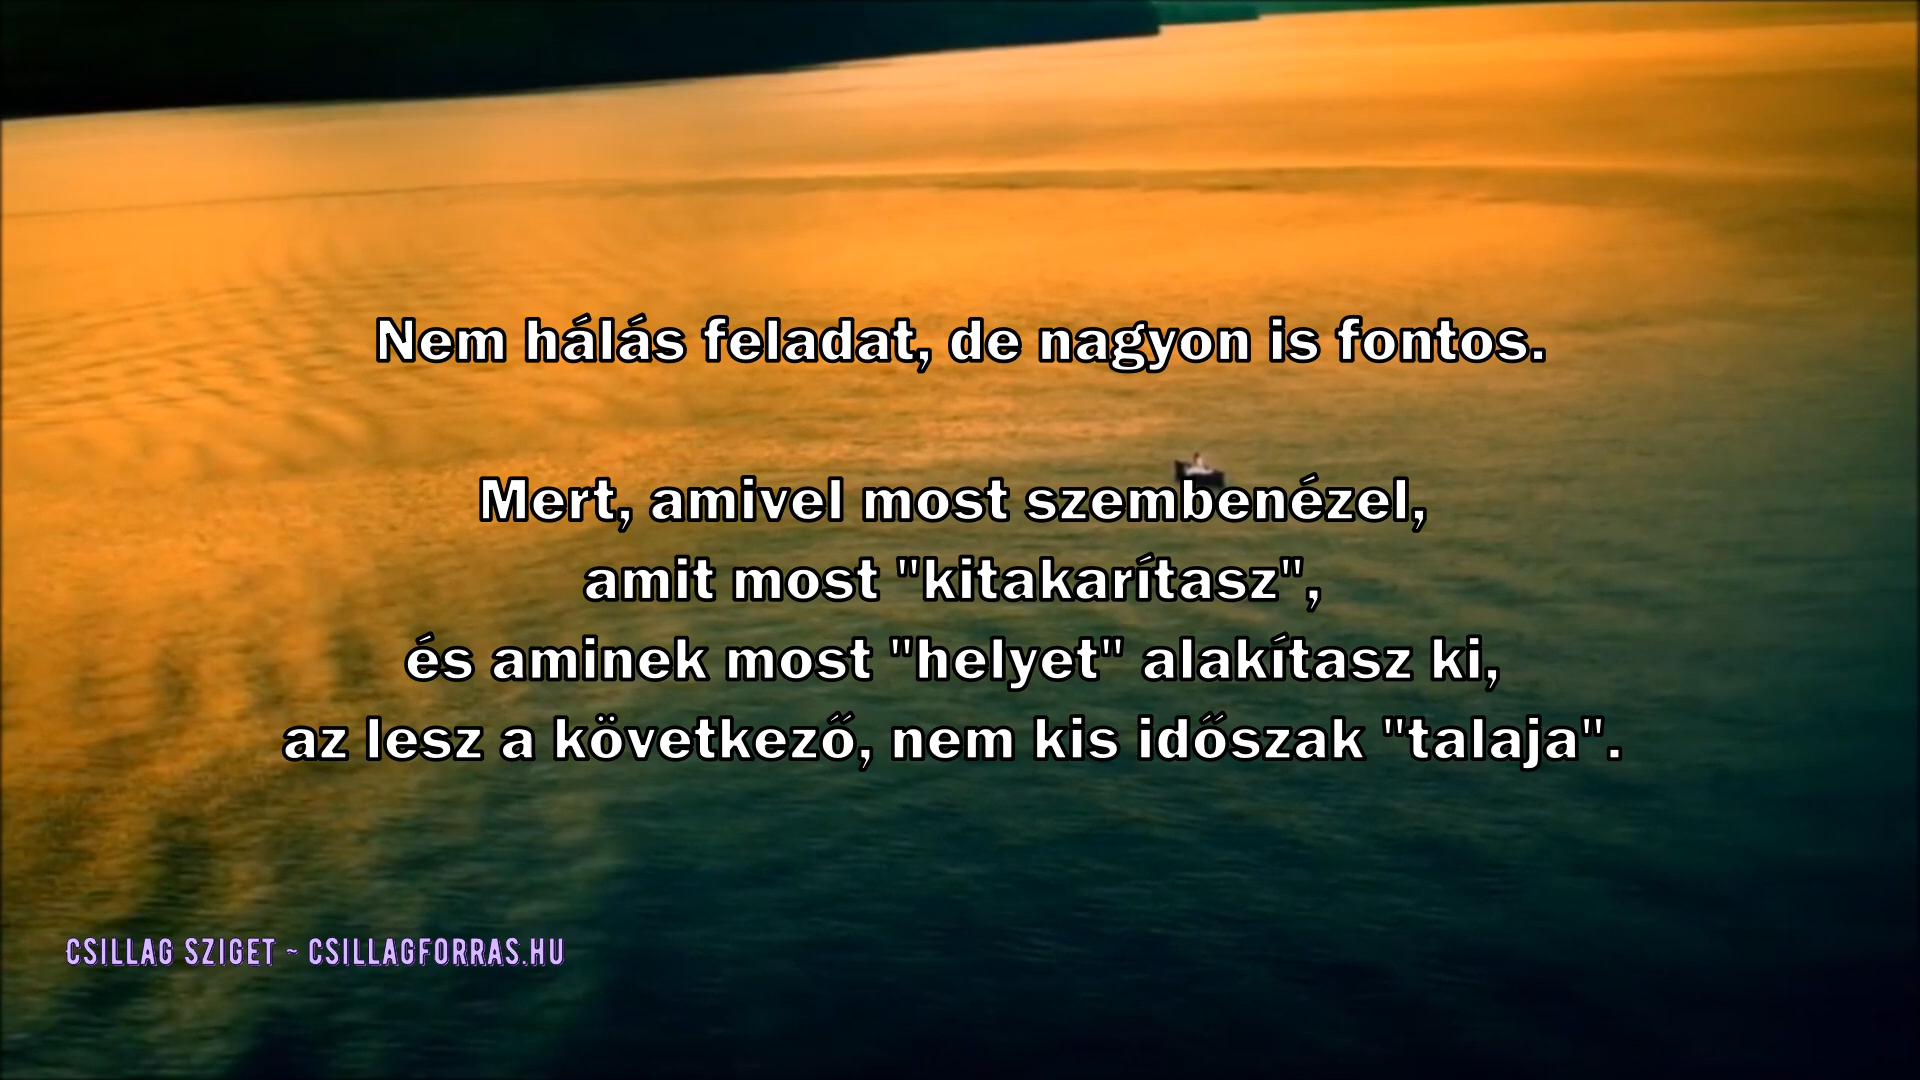 Nem hálás feladat, de nagyon is fontos.
Mert, amivel most szembenézel,
amit most "kitakarítasz",
és aminek most "helyet" alakítasz ki,
az lesz a következő, nem kis időszak "talaja".
CSILLAG SZIGET ~ CSILLAGFORRAS.HU